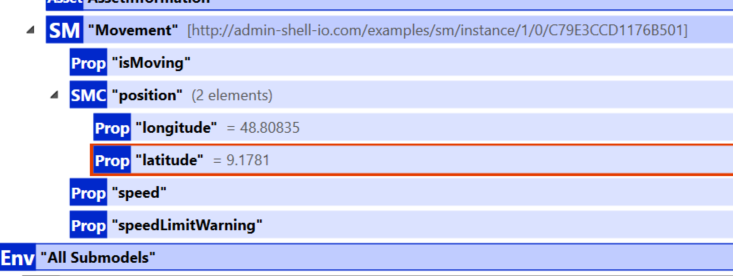 Asset "AssetInformation"
SM "Movement" [http://admin-shell-io.com/examples/sm/instance/1/0/C79E3CCD1176B501]
Prop "isMoving"
SMC "position" (2 elements)
Prop "longitude" = 48.80835
Prop "latitude" = 9.1781
Prop "speed"
Prop "speedLimitWarning"
Env "All Submodels"